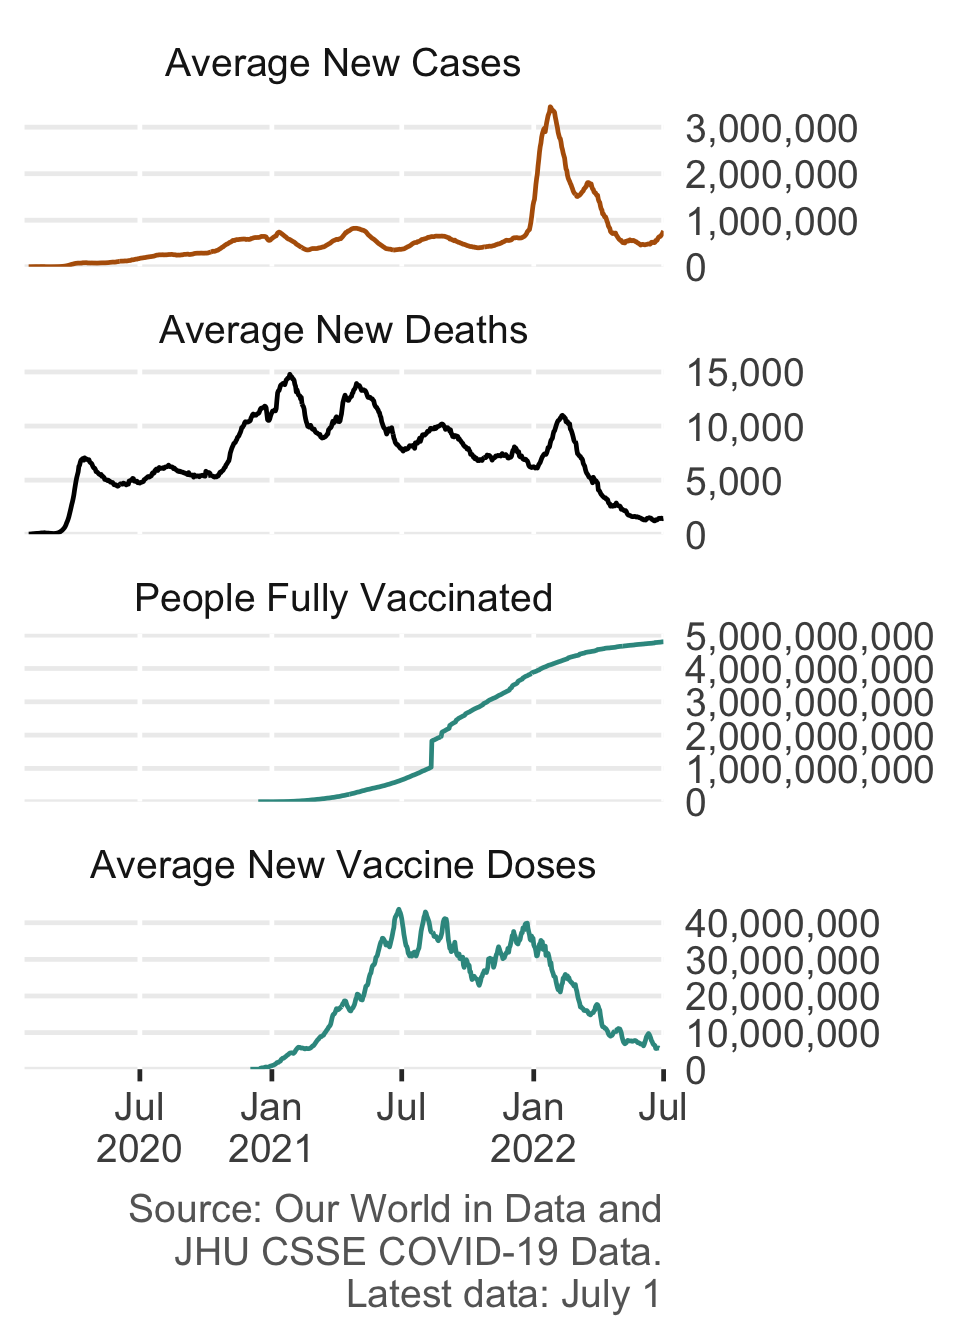 Average New Cases
3,000,000
2,000,000
1,000,000
0
Average New Deaths
15,000
10,000
5,000
0
People Fully Vaccinated
5,000,000,000
4,000,000,000
3,000,000,000
2,000,000,000
1,000,000,000
0
Average New Vaccine Doses
40,000,000
30,000,000
20,000,000
10,000,000
0
Jul Jan Jul Jan Jul
2020 2021 2022
Source: Our World in Data and
JHU CSSE COVID-19 Data.
Latest data: July 1